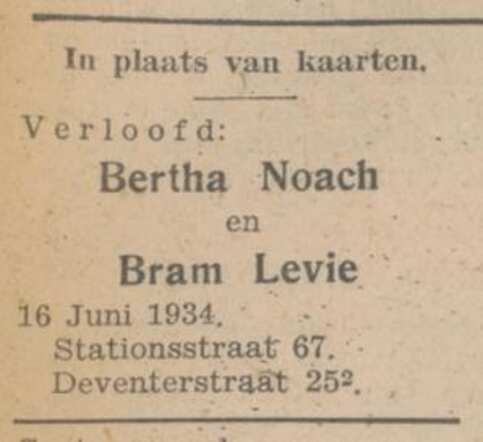 In plaats van kaarten.
Verloofd:
Bertha Noach
en
Bram Levie
16 Juni 1934.
Stationsstraat 67.
Deventerstraat 25².